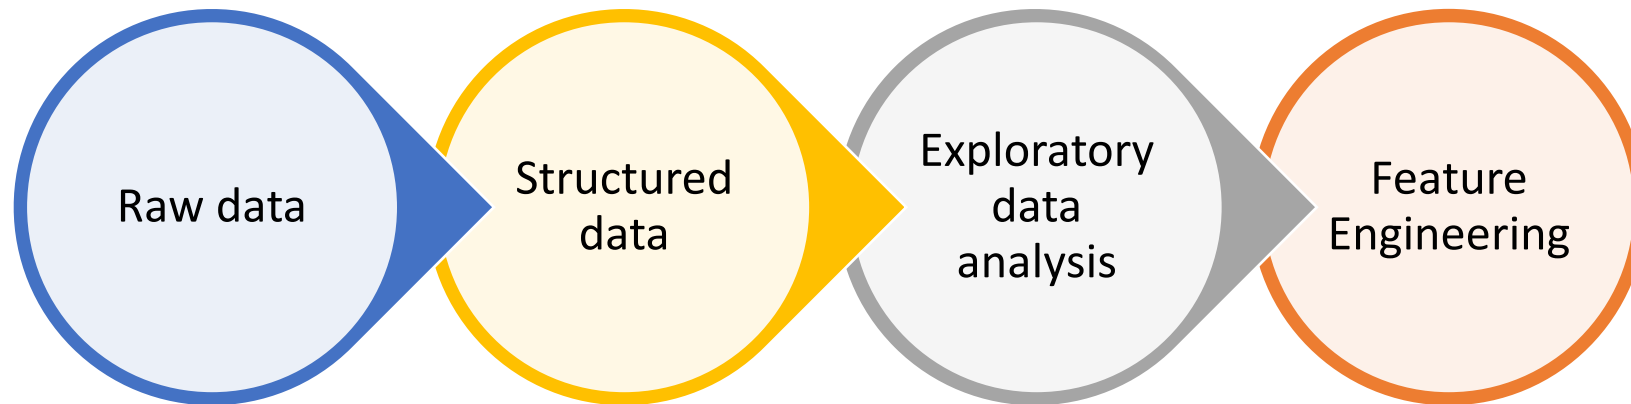 Raw data
Structured
data
Exploratory
data
analysis
Feature
Engineering